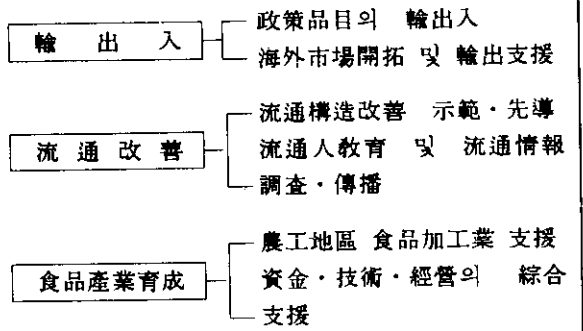 政策品目의 輸出入
輸出入
海外市場開拓 및 輸出支援
流通構造改善 示範·先導
流通改善
流通人敎育 및 流通情報
調査·傳播
農工地區 食品加工業 支援
食品產業育成
資金·技術·經營의 綜合
支援